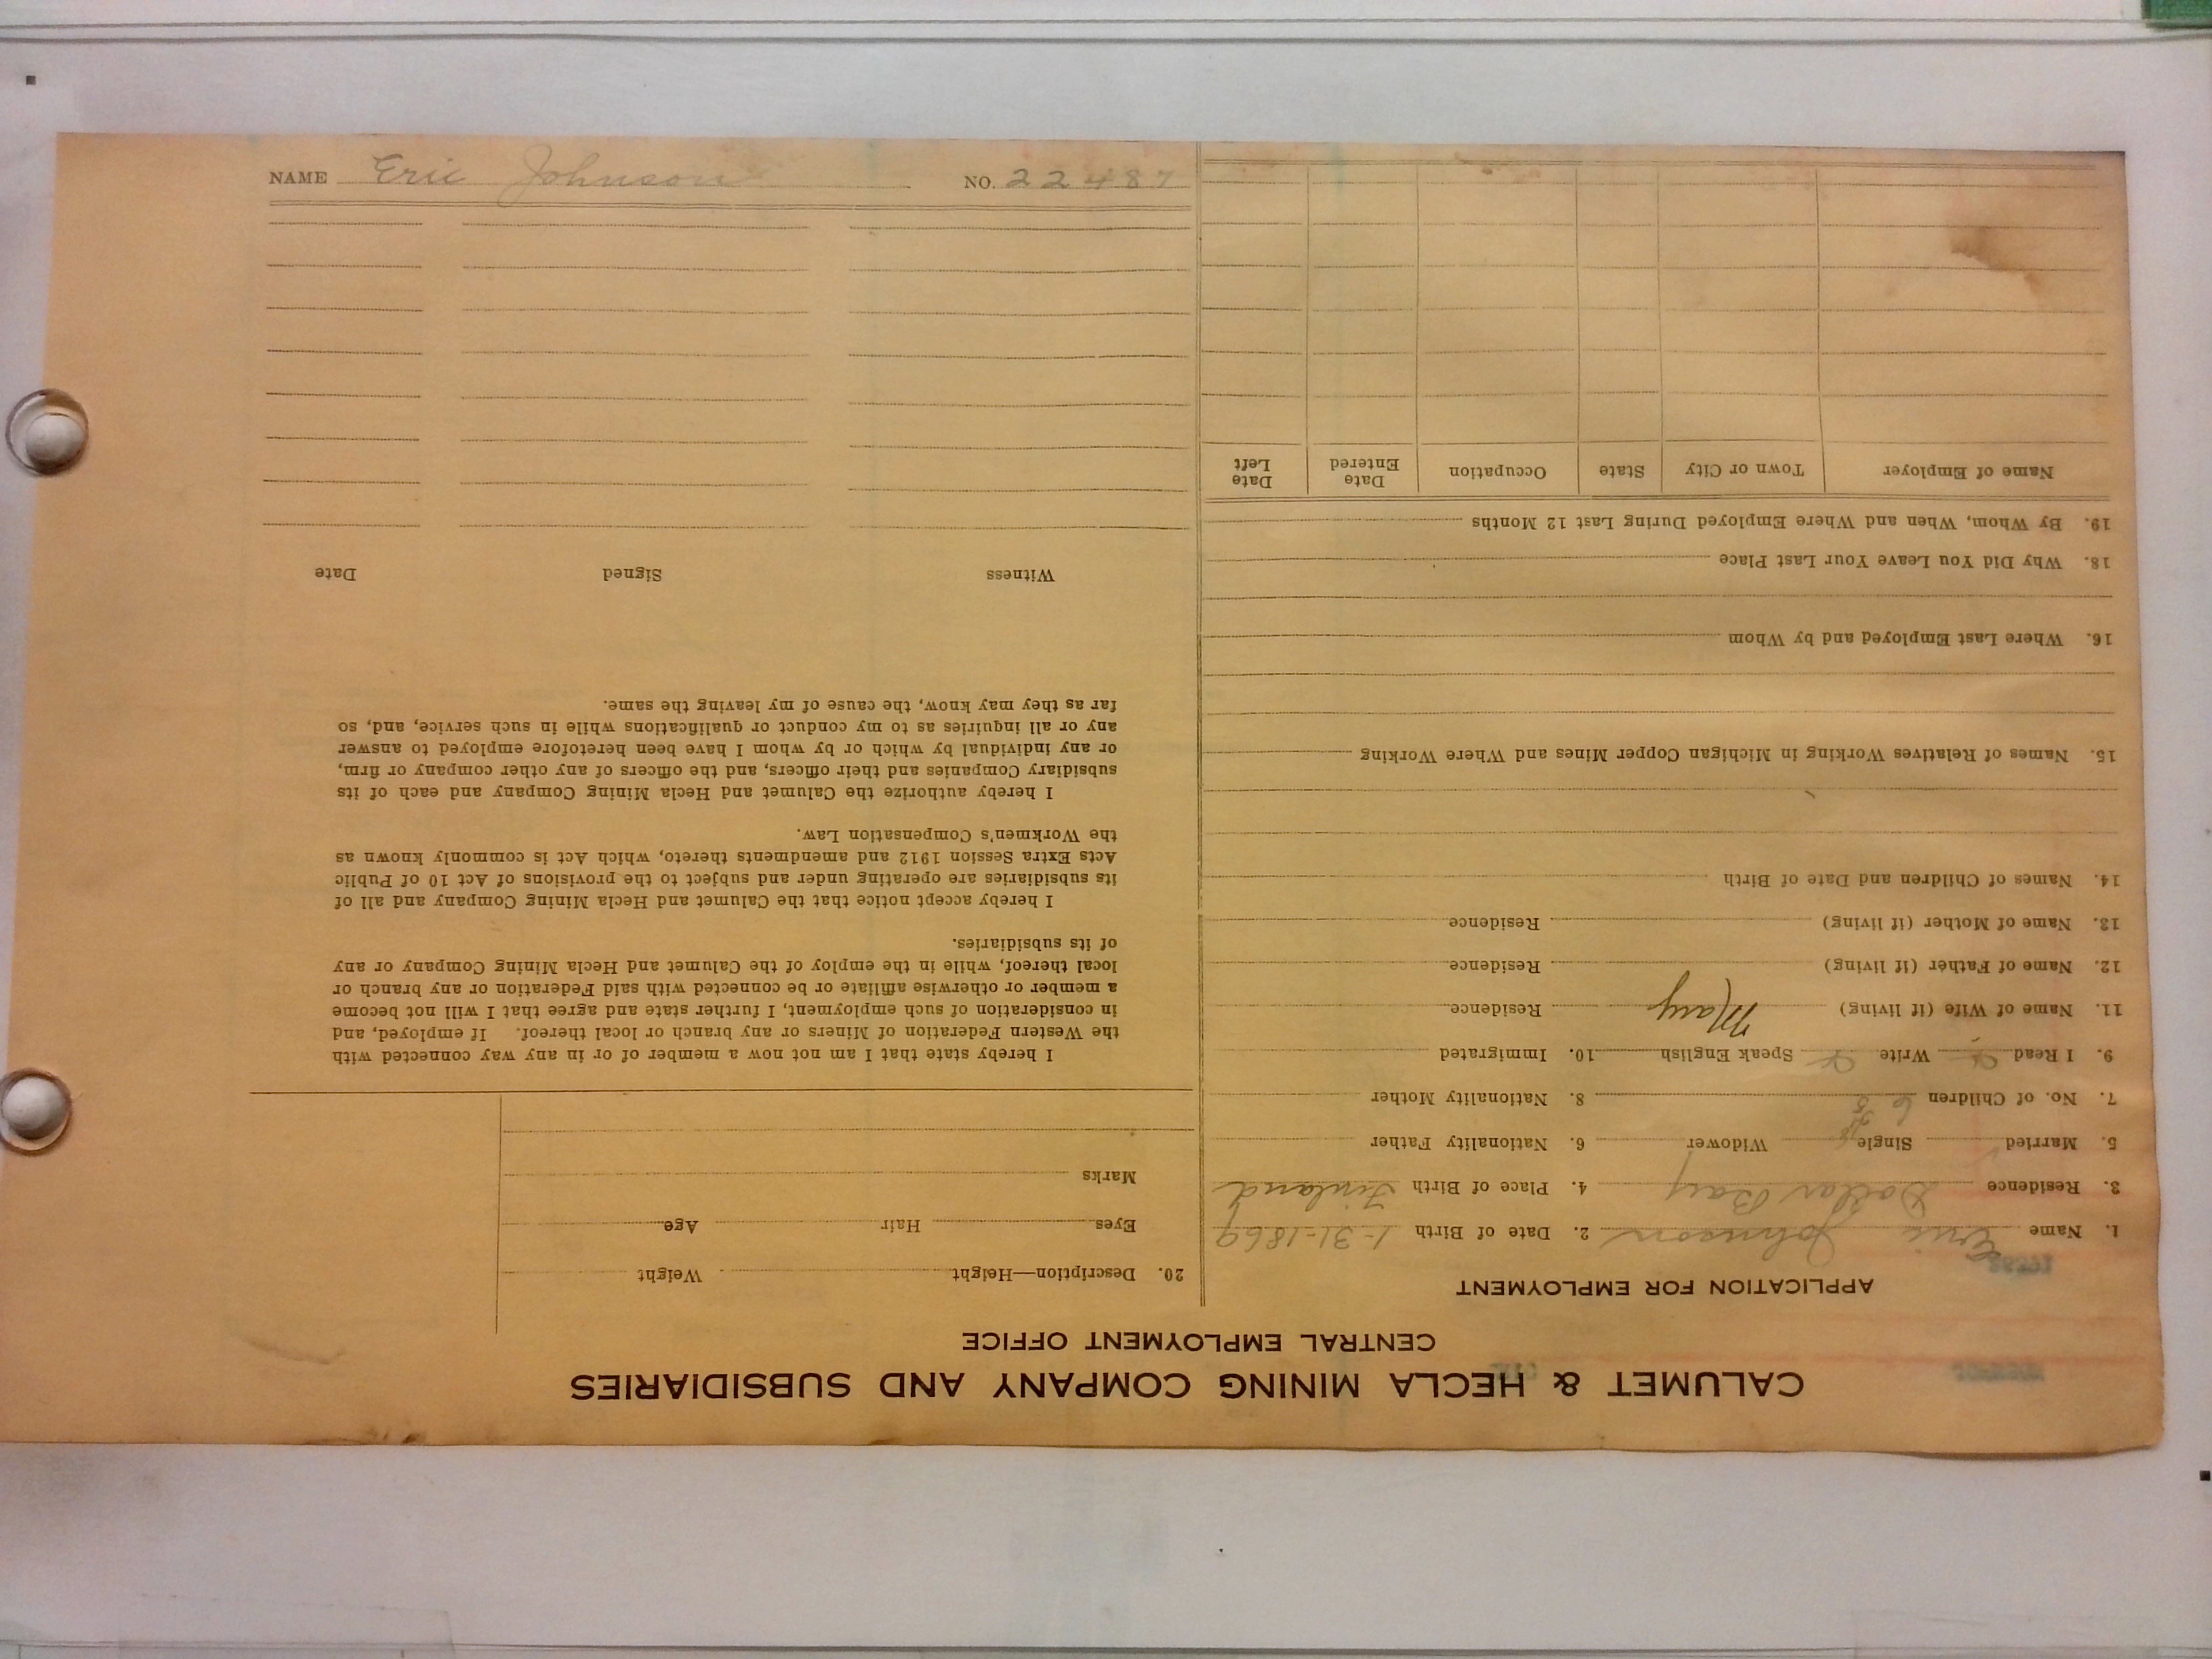 CALUMET & HECLA MINING COMPANY AND SUBSIDIARIES
CENTRAL EMPLOYMENT OFFICE
APPLICATION FOR EMPLOYMENT
1. Name Eric Johnson 2. Date of Birth 1-31-1869
3. Residence Dollar Bay 4. Place of Birth Finland
5. Married Single Widower 6. Nationality Father
7. No. of Children 6 8. Nationality Mother
9. I Read Write Speak English 10. Immigrated
11. Name of Wife (if living) Mary Residence
12. Name of Father (if living) Residence
13. Name of Mother (if living) Residence
14. Names of Children and Date of Birth
15. Names of Relatives Working in Michigan Copper Mines and Where Working
16. Where Last Employed and by Whom
18. Why Did You Leave Your Last Place
19. By Whom, When and Where Employed During Last 12 Months
Name of Employer Town or City State Occupation Date Entered Date Left
20. Description—Height Weight
Eyes Hair Age
Marks
I hereby state that I am not now a member of or in any way connected with
the Western Federation of Miners or any branch or local thereof. If employed, and
in consideration of such employment, I further state and agree that I will not become
a member or otherwise affiliate or be connected with said Federation or any branch or
local thereof, while in the employ of the Calumet and Hecla Mining Company or any
of its subsidiaries.
I hereby accept notice that the Calumet and Hecla Mining Company and all of
its subsidiaries are operating under and subject to the provisions of Act 10 of Public
Acts Extra Session 1912 and amendments thereto, which Act is commonly known as
the Workmen's Compensation Law.
I hereby authorize the Calumet and Hecla Mining Company and each of its
subsidiary Companies and their officers, and the officers of any other company or firm,
or any individual by which or by whom I have been heretofore employed to answer
any or all inquiries as to my conduct or qualifications while in such service, and, so
far as they may know, the cause of my leaving the same.
Witness Signed Date
NAME Eric Johnson NO. 22487